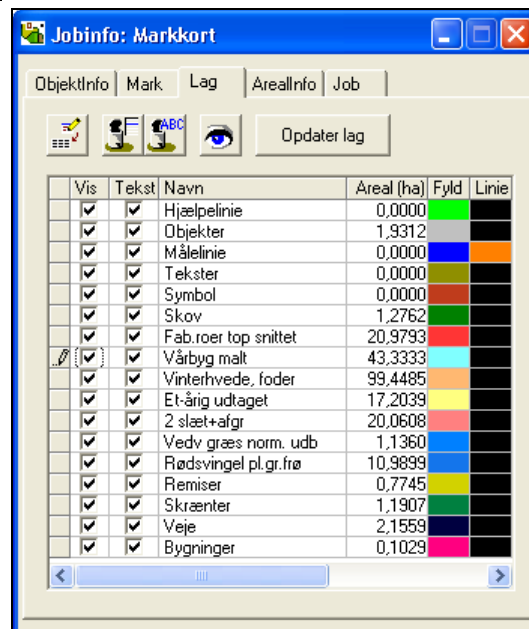 Jobinfo: Markkort
ObjektInfo Mark Lag ArealInfo Job
ABC Opdater lag
Vis Tekst Navn Areal (ha) Fyld Linie
Hjælpelinie 0,0000
Objekter 1,9312
Målelinie 0,0000
Tekster 0,0000
Symbol 0,0000
Skov 1,2762
Fab.roer top snittet 20,9793
Vårbyg malt 43,3333
Vinterhvede, foder 99,4485
Et-årig udtaget 17,2039
2 slæt+afgr 20,0608
Vedv græs norm. udb 1,1360
Rødsvingel pl.gr.frø 10,9899
Remiser 0,7745
Skrænter 1,1907
Veje 2,1559
Bygninger 0,1029